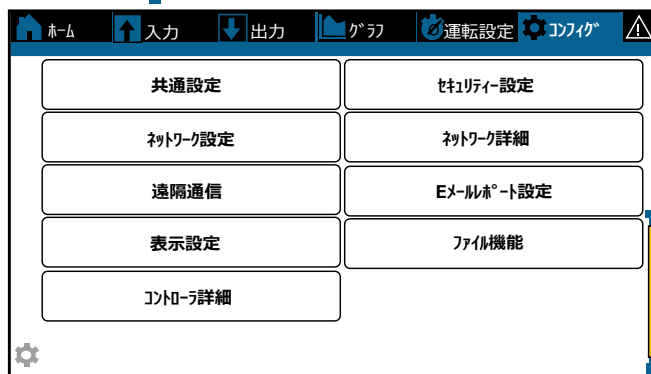 ﾎｰﾑ 入力 出力 ｸﾞﾗﾌ 運転設定 ｺﾝﾌｨｸﾞ
共通設定 ｾｷｭﾘﾃｨｰ設定
ﾈｯﾄﾜｰｸ設定 ﾈｯﾄﾜｰｸ詳細
遠隔通信 Eﾒｰﾙﾚﾎﾟｰﾄ設定
表示設定 ﾌｧｲﾙ機能
ｺﾝﾄﾛｰﾗ詳細